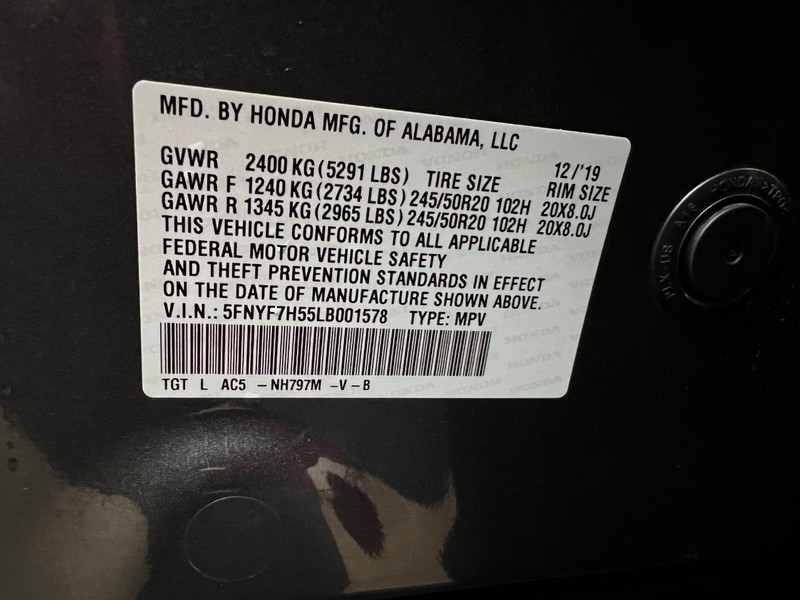 MFD. BY HONDA MFG. OF ALABAMA, LLC
12/'19
GVWR 2400 KG (5291 LBS) TIRE SIZE RIM SIZE
GAWR F 1240 KG (2734 LBS) 245/50R20 102H 20X8.0J
GAWR R 1345 KG (2965 LBS) 245/50R20 102H 20X8.0J
THIS VEHICLE CONFORMS TO ALL APPLICABLE
FEDERAL MOTOR VEHICLE SAFETY
AND THEFT PREVENTION STANDARDS IN EFFECT
ON THE DATE OF MANUFACTURE SHOWN ABOVE.
V.I.N.: 5FNYF7H55LB001578 TYPE: MPV
TGT L AC5 -NH797M -V-B
HONDA >TPO<